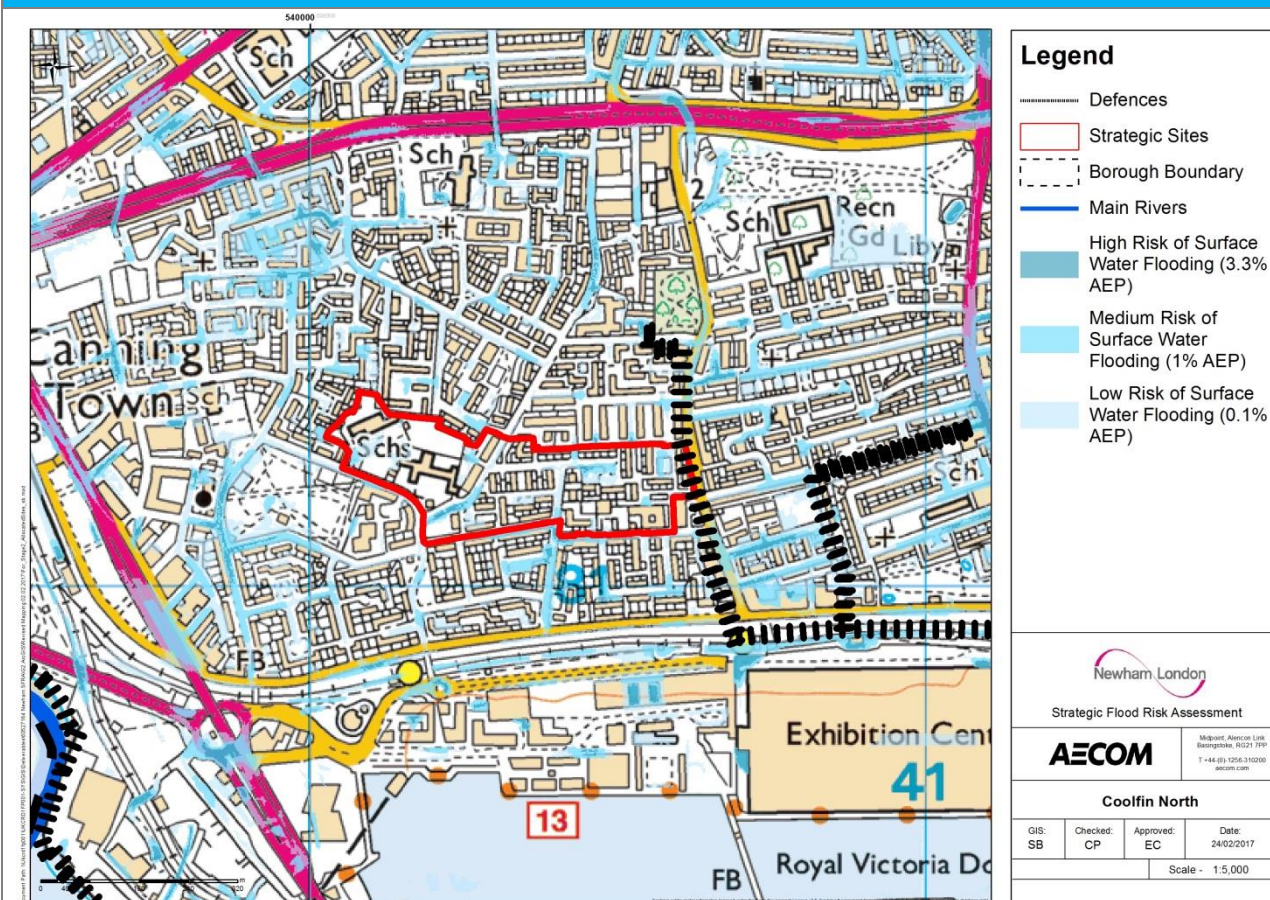 540000
Sch
Sch
2
Sch
Recn
Gd
Liby
Canning
Town
Sch
Schs
Sch
81
FB
Exhibition Cent
41
13
Royal Victoria Do
FB
Legend
Defences
Strategic Sites
Borough Boundary
Main Rivers
High Risk of Surface
Water Flooding (3.3%
AEP)
Medium Risk of
Surface Water
Flooding (1% AEP)
Low Risk of Surface
Water Flooding (0.1%
AEP)
Newham London
Strategic Flood Risk Assessment
AECOM
Midpoint, Alencon Link
Basingstoke, RG21 7PP
T +44-(0)-1256-310200
aecom.com
Coolfin North
GIS:
SB
Checked:
CP
Approved:
EC
Date:
24/02/2017
Scale - 1:5,000